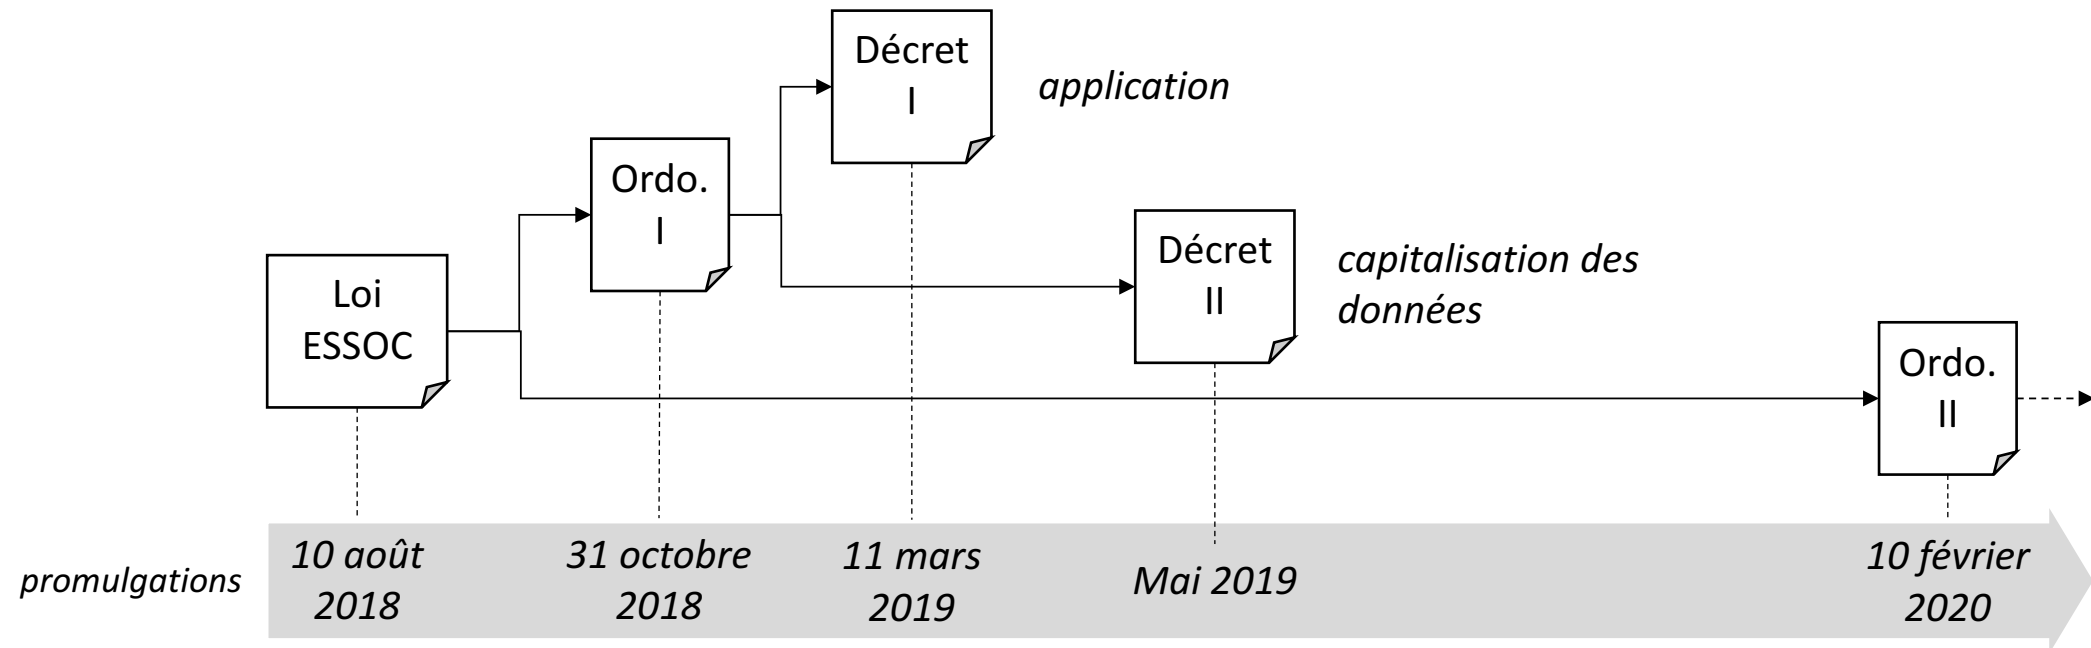 Décret
I
application
Ordo.
I
Décret
II
capitalisation des
données
Loi
ESSOC
Ordo.
II
promulgations
10 août
2018
31 octobre
2018
11 mars
2019
Mai 2019
10 février
2020